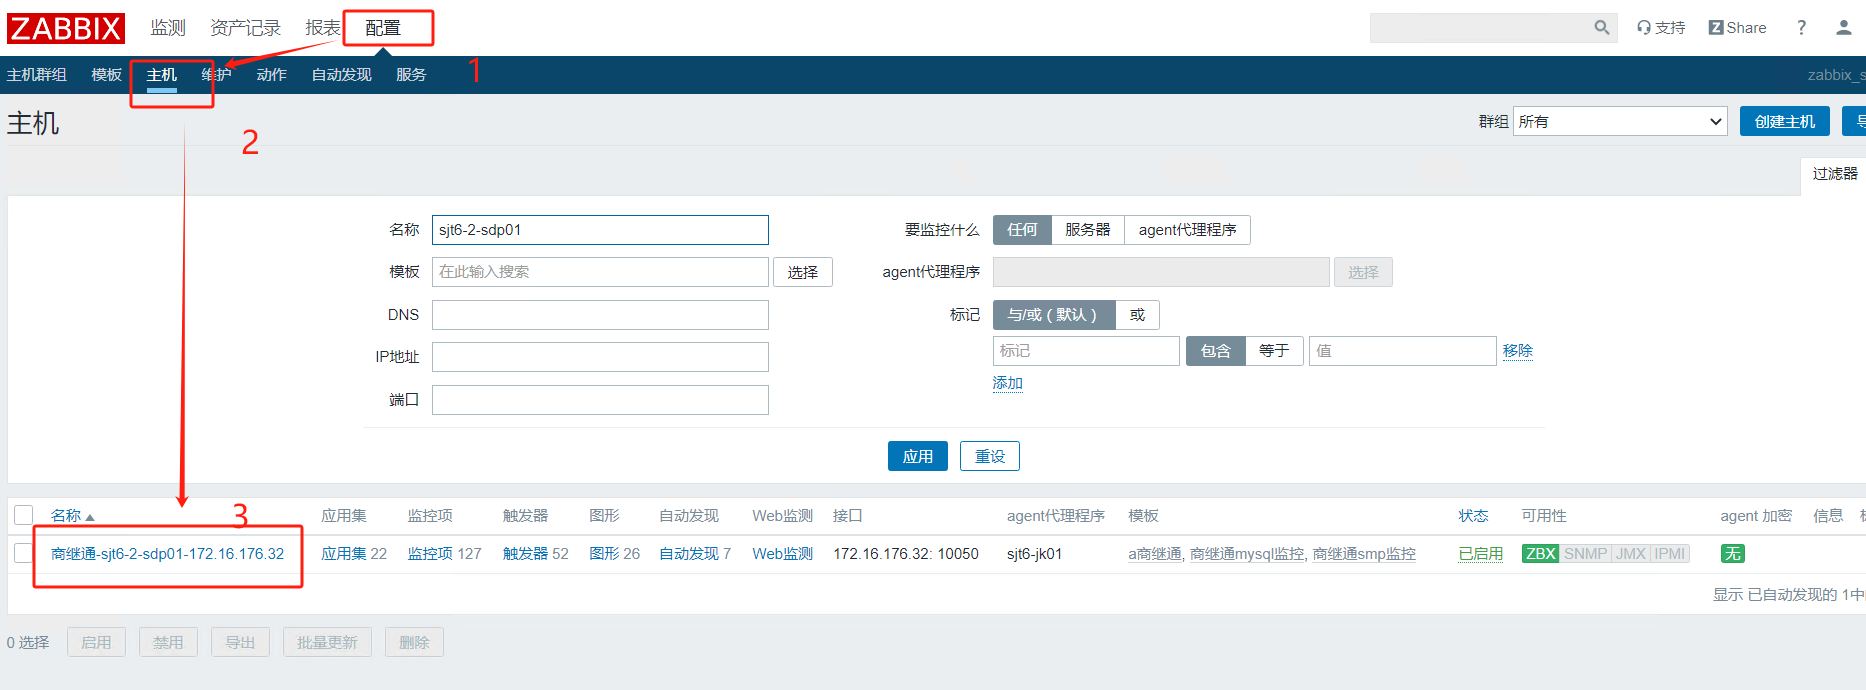 ZABBIX 监测 资产记录 报表 配置 支持 Z Share ?
主机群组 模板 主机 维护 动作 自动发现 服务 1 zabbix_s
主机 2 群组 所有 创建主机 导
过滤器
名称 sjt6-2-sdp01 要监控什么 任何 服务器 agent代理程序
模板 在此输入搜索 选择 agent代理程序 选择
DNS 标记 与/或 ( 默认 ) 或
标记 包含 等于 值 移除
IP地址
添加
端口
应用 重设
3
名称 应用集 监控项 触发器 图形 自动发现 Web监测 接口 agent代理程序 模板 状态 可用性 agent 加密 信息
商继通-sjt6-2-sdp01-172.16.176.32 应用集 22 监控项 127 触发器 52 图形 26 自动发现 7 Web监测 172.16.176.32: 10050 sjt6-jk01 a商继通, 商继通mysql监控, 商继通smp监控 已启用 ZBX SNMP JMX IPMI 无
显示 已自动发现的 1中
0 选择 启用 禁用 导出 批量更新 删除